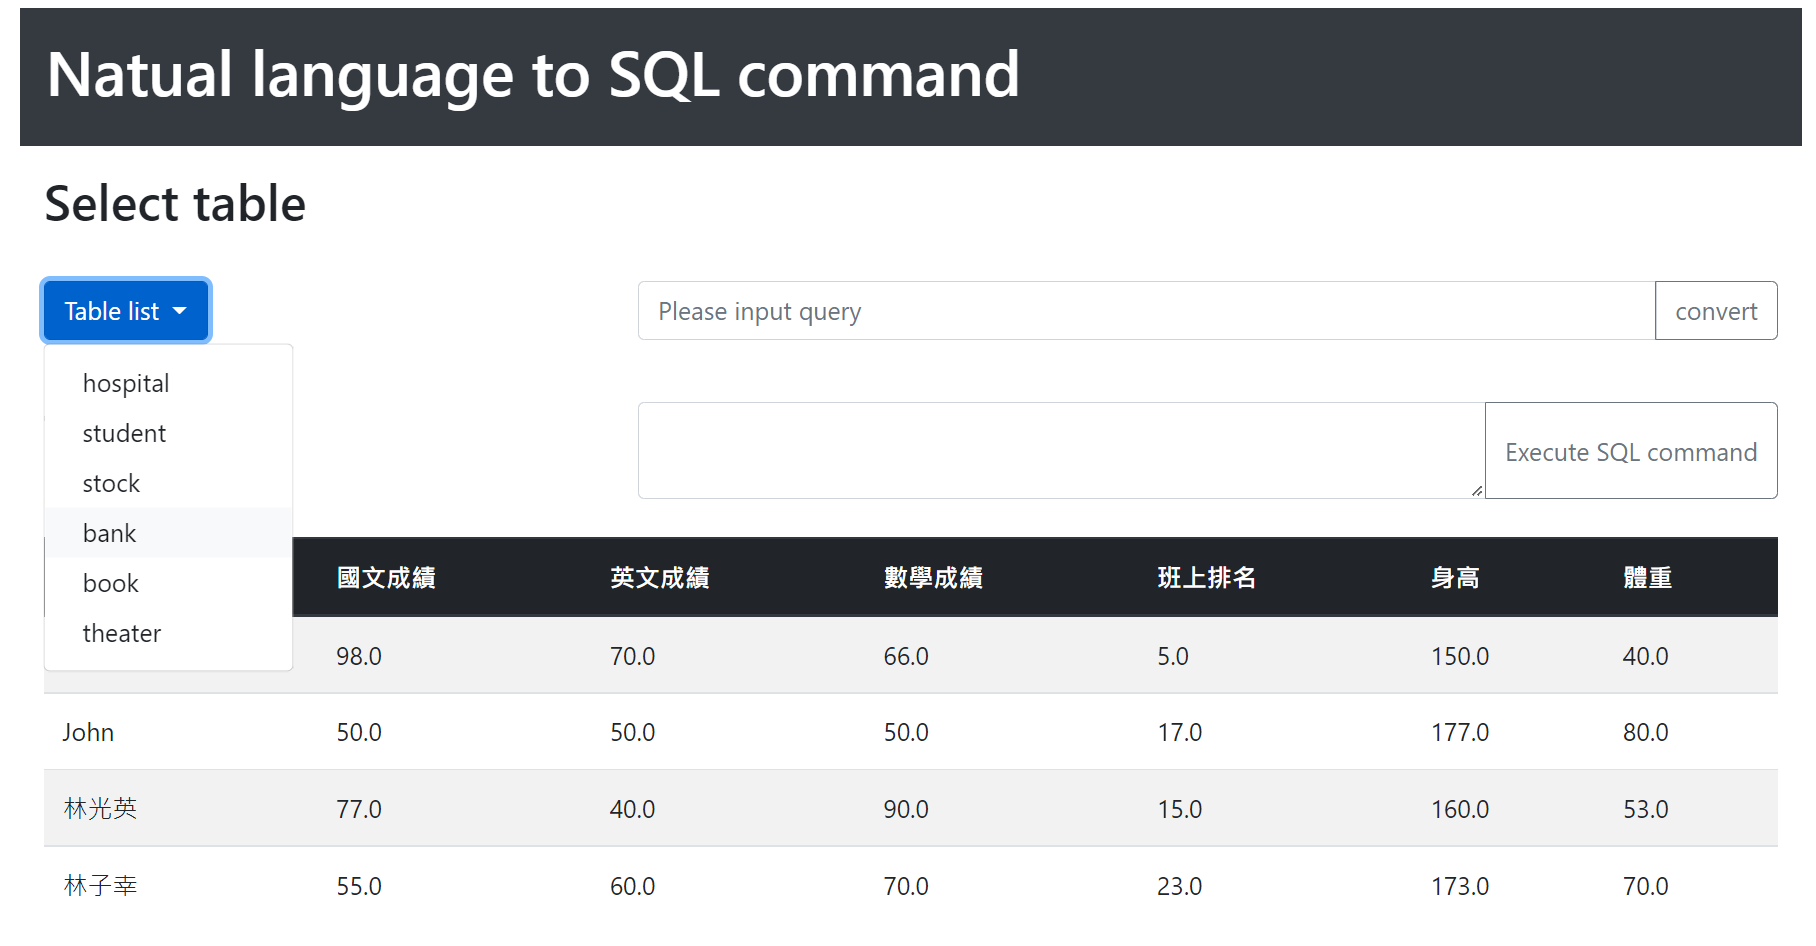 Natual language to SQL command
Select table
Table list
Please input query
convert
hospital
student
stock
bank
book
theater
Execute SQL command
國文成績 英文成績 數學成績 班上排名 身高 體重
98.0 70.0 66.0 5.0 150.0 40.0
John 50.0 50.0 50.0 17.0 177.0 80.0
林光英 77.0 40.0 90.0 15.0 160.0 53.0
林子幸 55.0 60.0 70.0 23.0 173.0 70.0